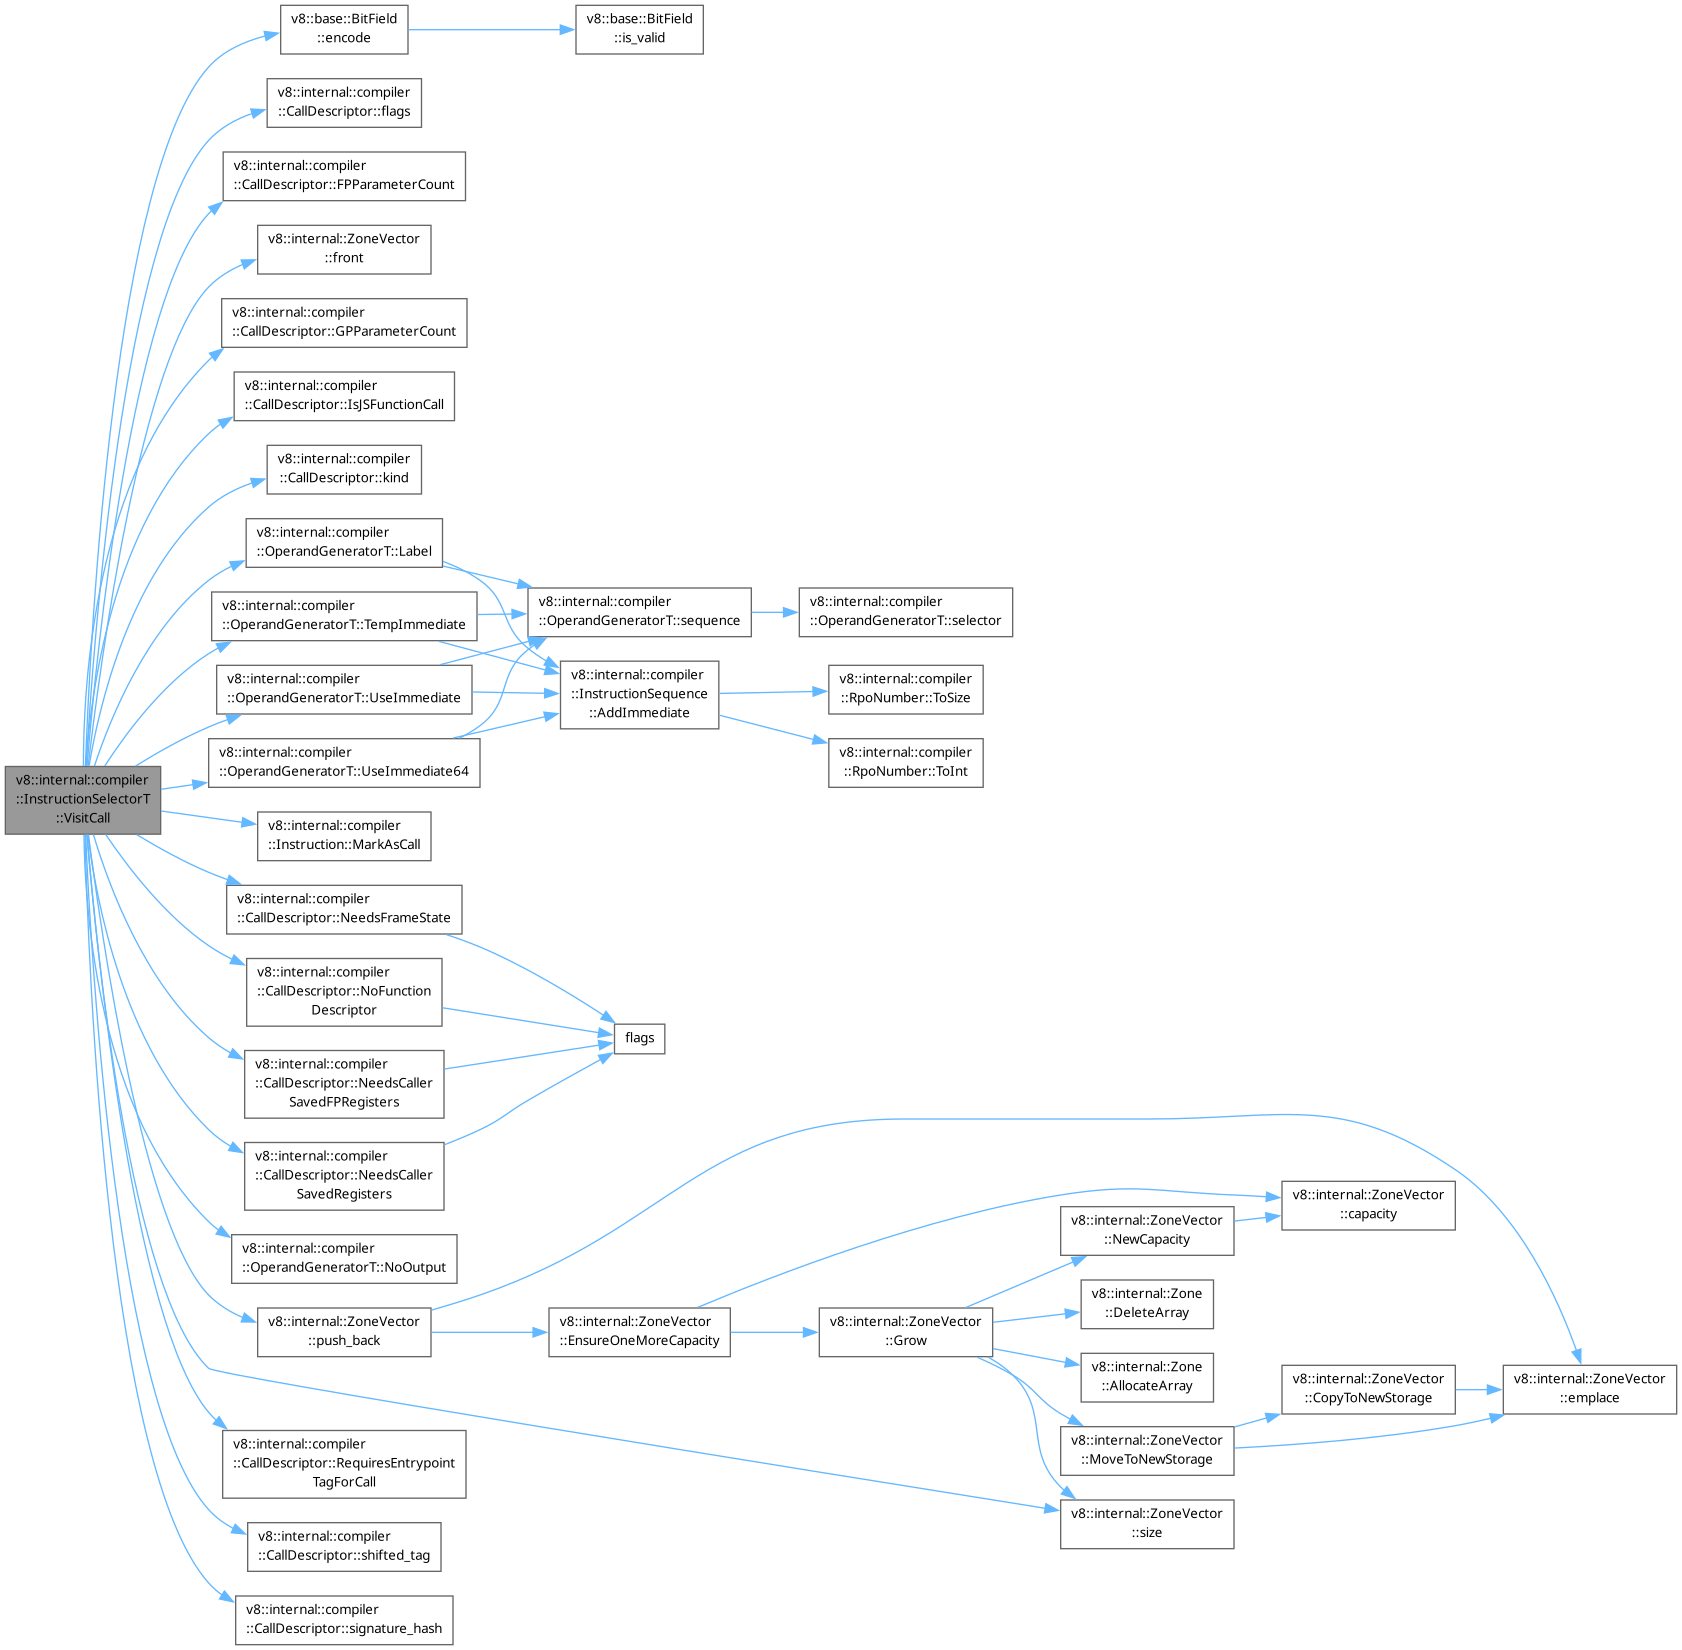 v8::base::BitField
::encode
v8::base::BitField
::is_valid
v8::internal::compiler
::CallDescriptor::flags
v8::internal::compiler
::CallDescriptor::FPParameterCount
v8::internal::ZoneVector
::front
v8::internal::compiler
::CallDescriptor::GPParameterCount
v8::internal::compiler
::CallDescriptor::IsJSFunctionCall
v8::internal::compiler
::CallDescriptor::kind
v8::internal::compiler
::OperandGeneratorT::Label
v8::internal::compiler
::OperandGeneratorT::TempImmediate
v8::internal::compiler
::OperandGeneratorT::sequence
v8::internal::compiler
::OperandGeneratorT::selector
v8::internal::compiler
::OperandGeneratorT::UseImmediate
v8::internal::compiler
::InstructionSequence
::AddImmediate
v8::internal::compiler
::RpoNumber::ToSize
v8::internal::compiler
::OperandGeneratorT::UseImmediate64
v8::internal::compiler
::RpoNumber::ToInt
v8::internal::compiler
::InstructionSelectorT
::VisitCall
v8::internal::compiler
::Instruction::MarkAsCall
v8::internal::compiler
::CallDescriptor::NeedsFrameState
v8::internal::compiler
::CallDescriptor::NoFunction
Descriptor
flags
v8::internal::compiler
::CallDescriptor::NeedsCaller
SavedFPRegisters
v8::internal::compiler
::CallDescriptor::NeedsCaller
SavedRegisters
v8::internal::compiler
::OperandGeneratorT::NoOutput
v8::internal::ZoneVector
::push_back
v8::internal::ZoneVector
::EnsureOneMoreCapacity
v8::internal::ZoneVector
::Grow
v8::internal::ZoneVector
::NewCapacity
v8::internal::ZoneVector
::capacity
v8::internal::Zone
::DeleteArray
v8::internal::Zone
::AllocateArray
v8::internal::ZoneVector
::CopyToNewStorage
v8::internal::ZoneVector
::emplace
v8::internal::ZoneVector
::MoveToNewStorage
v8::internal::ZoneVector
::size
v8::internal::compiler
::CallDescriptor::RequiresEntrypoint
TagForCall
v8::internal::compiler
::CallDescriptor::shifted_tag
v8::internal::compiler
::CallDescriptor::signature_hash